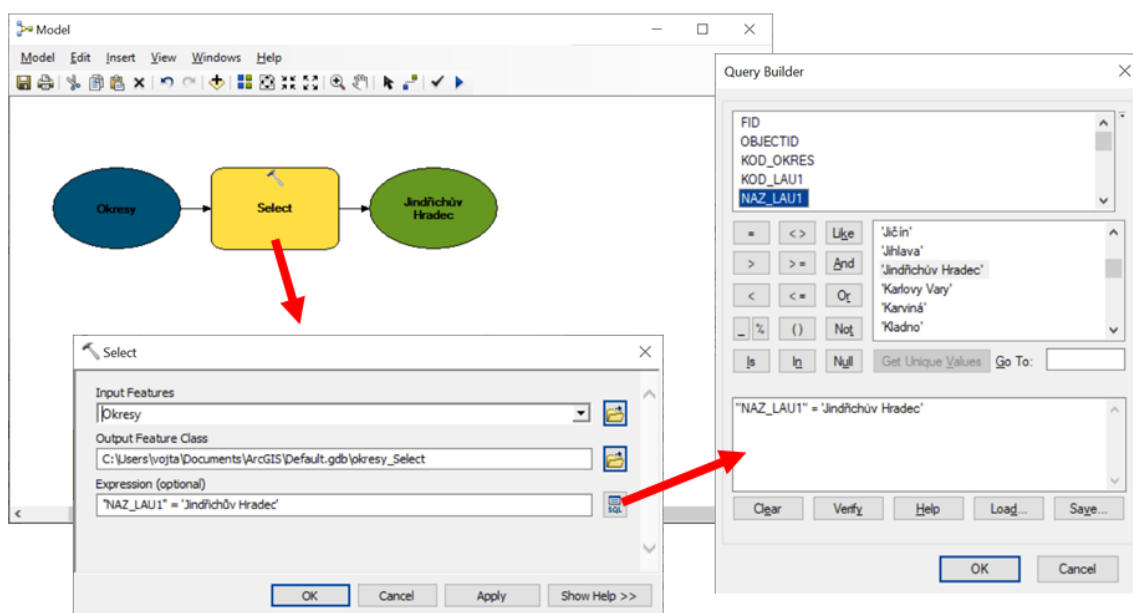 Model
Model Edit Insert View Windows Help
Okresy
Select
Jindřichův
Hradec
Select
Input Features
Okresy
Output Feature Class
C:\Users\vojta\Documents\ArcGIS\Default.gdb\okresy_Select
Expression (optional)
"NAZ_LAU1" = 'Jindřichův Hradec'
SQL
OK Cancel Apply Show Help >>
Query Builder
FID
OBJECTID
KOD_OKRES
KOD_LAU1
NAZ_LAU1
= < > Like
> > = And
< < = Or
_ % ( ) Not
Is In Null
'Jičín'
'Jihlava'
'Jindřichův Hradec'
'Karlovy Vary'
'Karviná'
'Kladno'
Get Unique Values Go To:
"NAZ_LAU1" = 'Jindřichův Hradec'
Clear Verify Help Load... Save...
OK Cancel